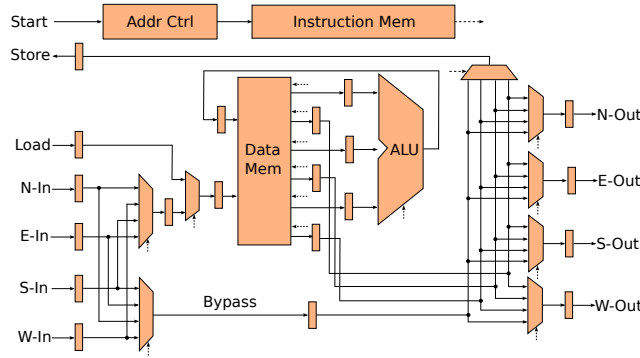 Start
Addr Ctrl
Instruction Mem
Store
Load
N-In
E-In
S-In
W-In
Data
Mem
ALU
Bypass
N-Out
E-Out
S-Out
W-Out